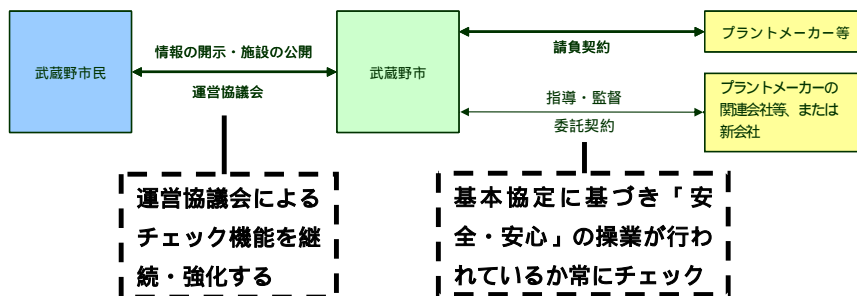 情報の開示・施設の公開
武蔵野市民
運営協議会
武蔵野市
請負契約
プラントメーカー等
指導・監督
委託契約
プラントメーカーの
関連会社等、または
新会社
運営協議会による
チェック機能を継
続・強化する
基本協定に基づき「安
全・安心」の操業が行わ
れているか常にチェック